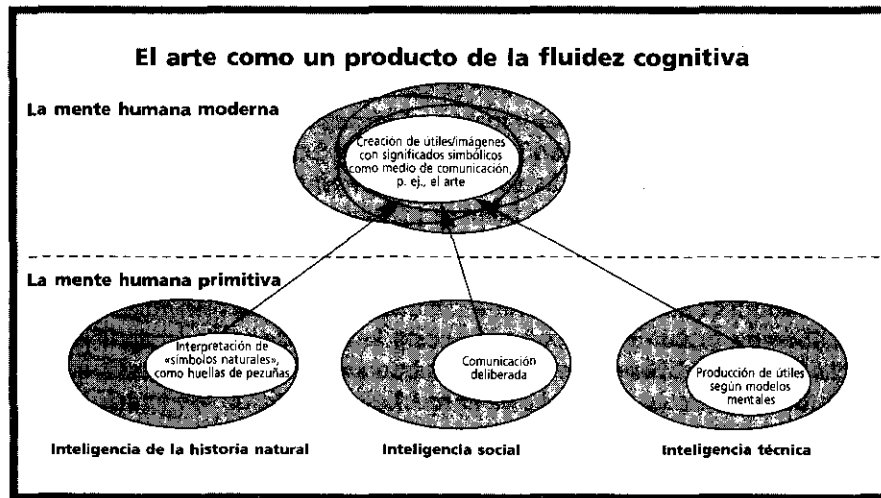 El arte como un producto de la fluidez cognitiva
La mente humana moderna
Creación de útiles/imágenes
con significados simbólicos
como medio de comunicación,
p. ej., el arte
La mente humana primitiva
Interpretación de
«símbolos naturales»,
como huellas de pezuñas
Comunicación
deliberada
Producción de útiles
según modelos
mentales
Inteligencia de la historia natural
Inteligencia social
Inteligencia técnica